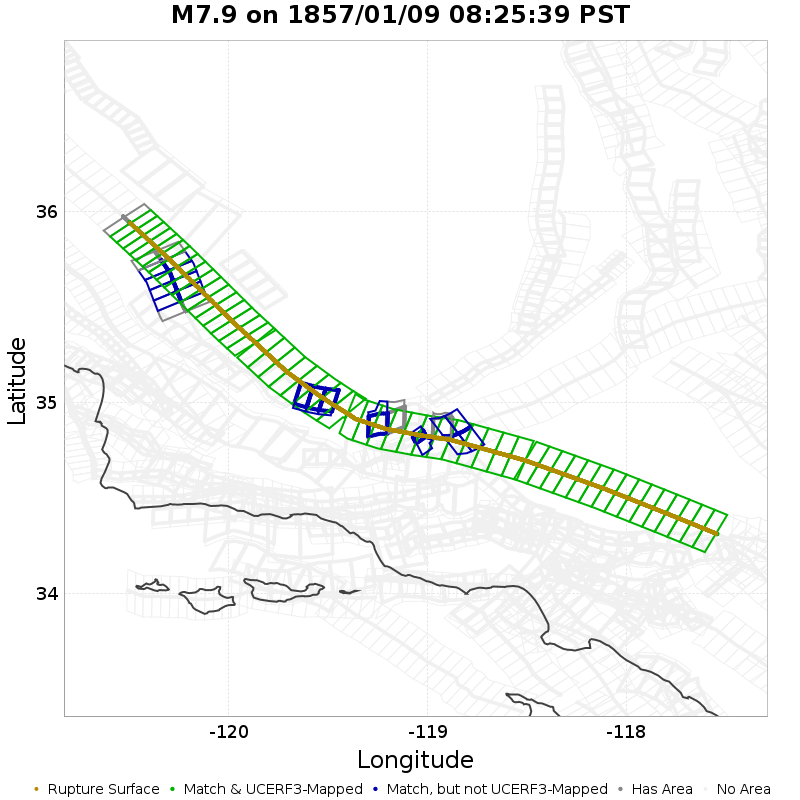 M7.9 on 1857/01/09 08:25:39 PST
Latitude
36
35
34
-120
-119
-118
Longitude
Rupture Surface
Match & UCERF3-Mapped
Match, but not UCERF3-Mapped
Has Area
No Area